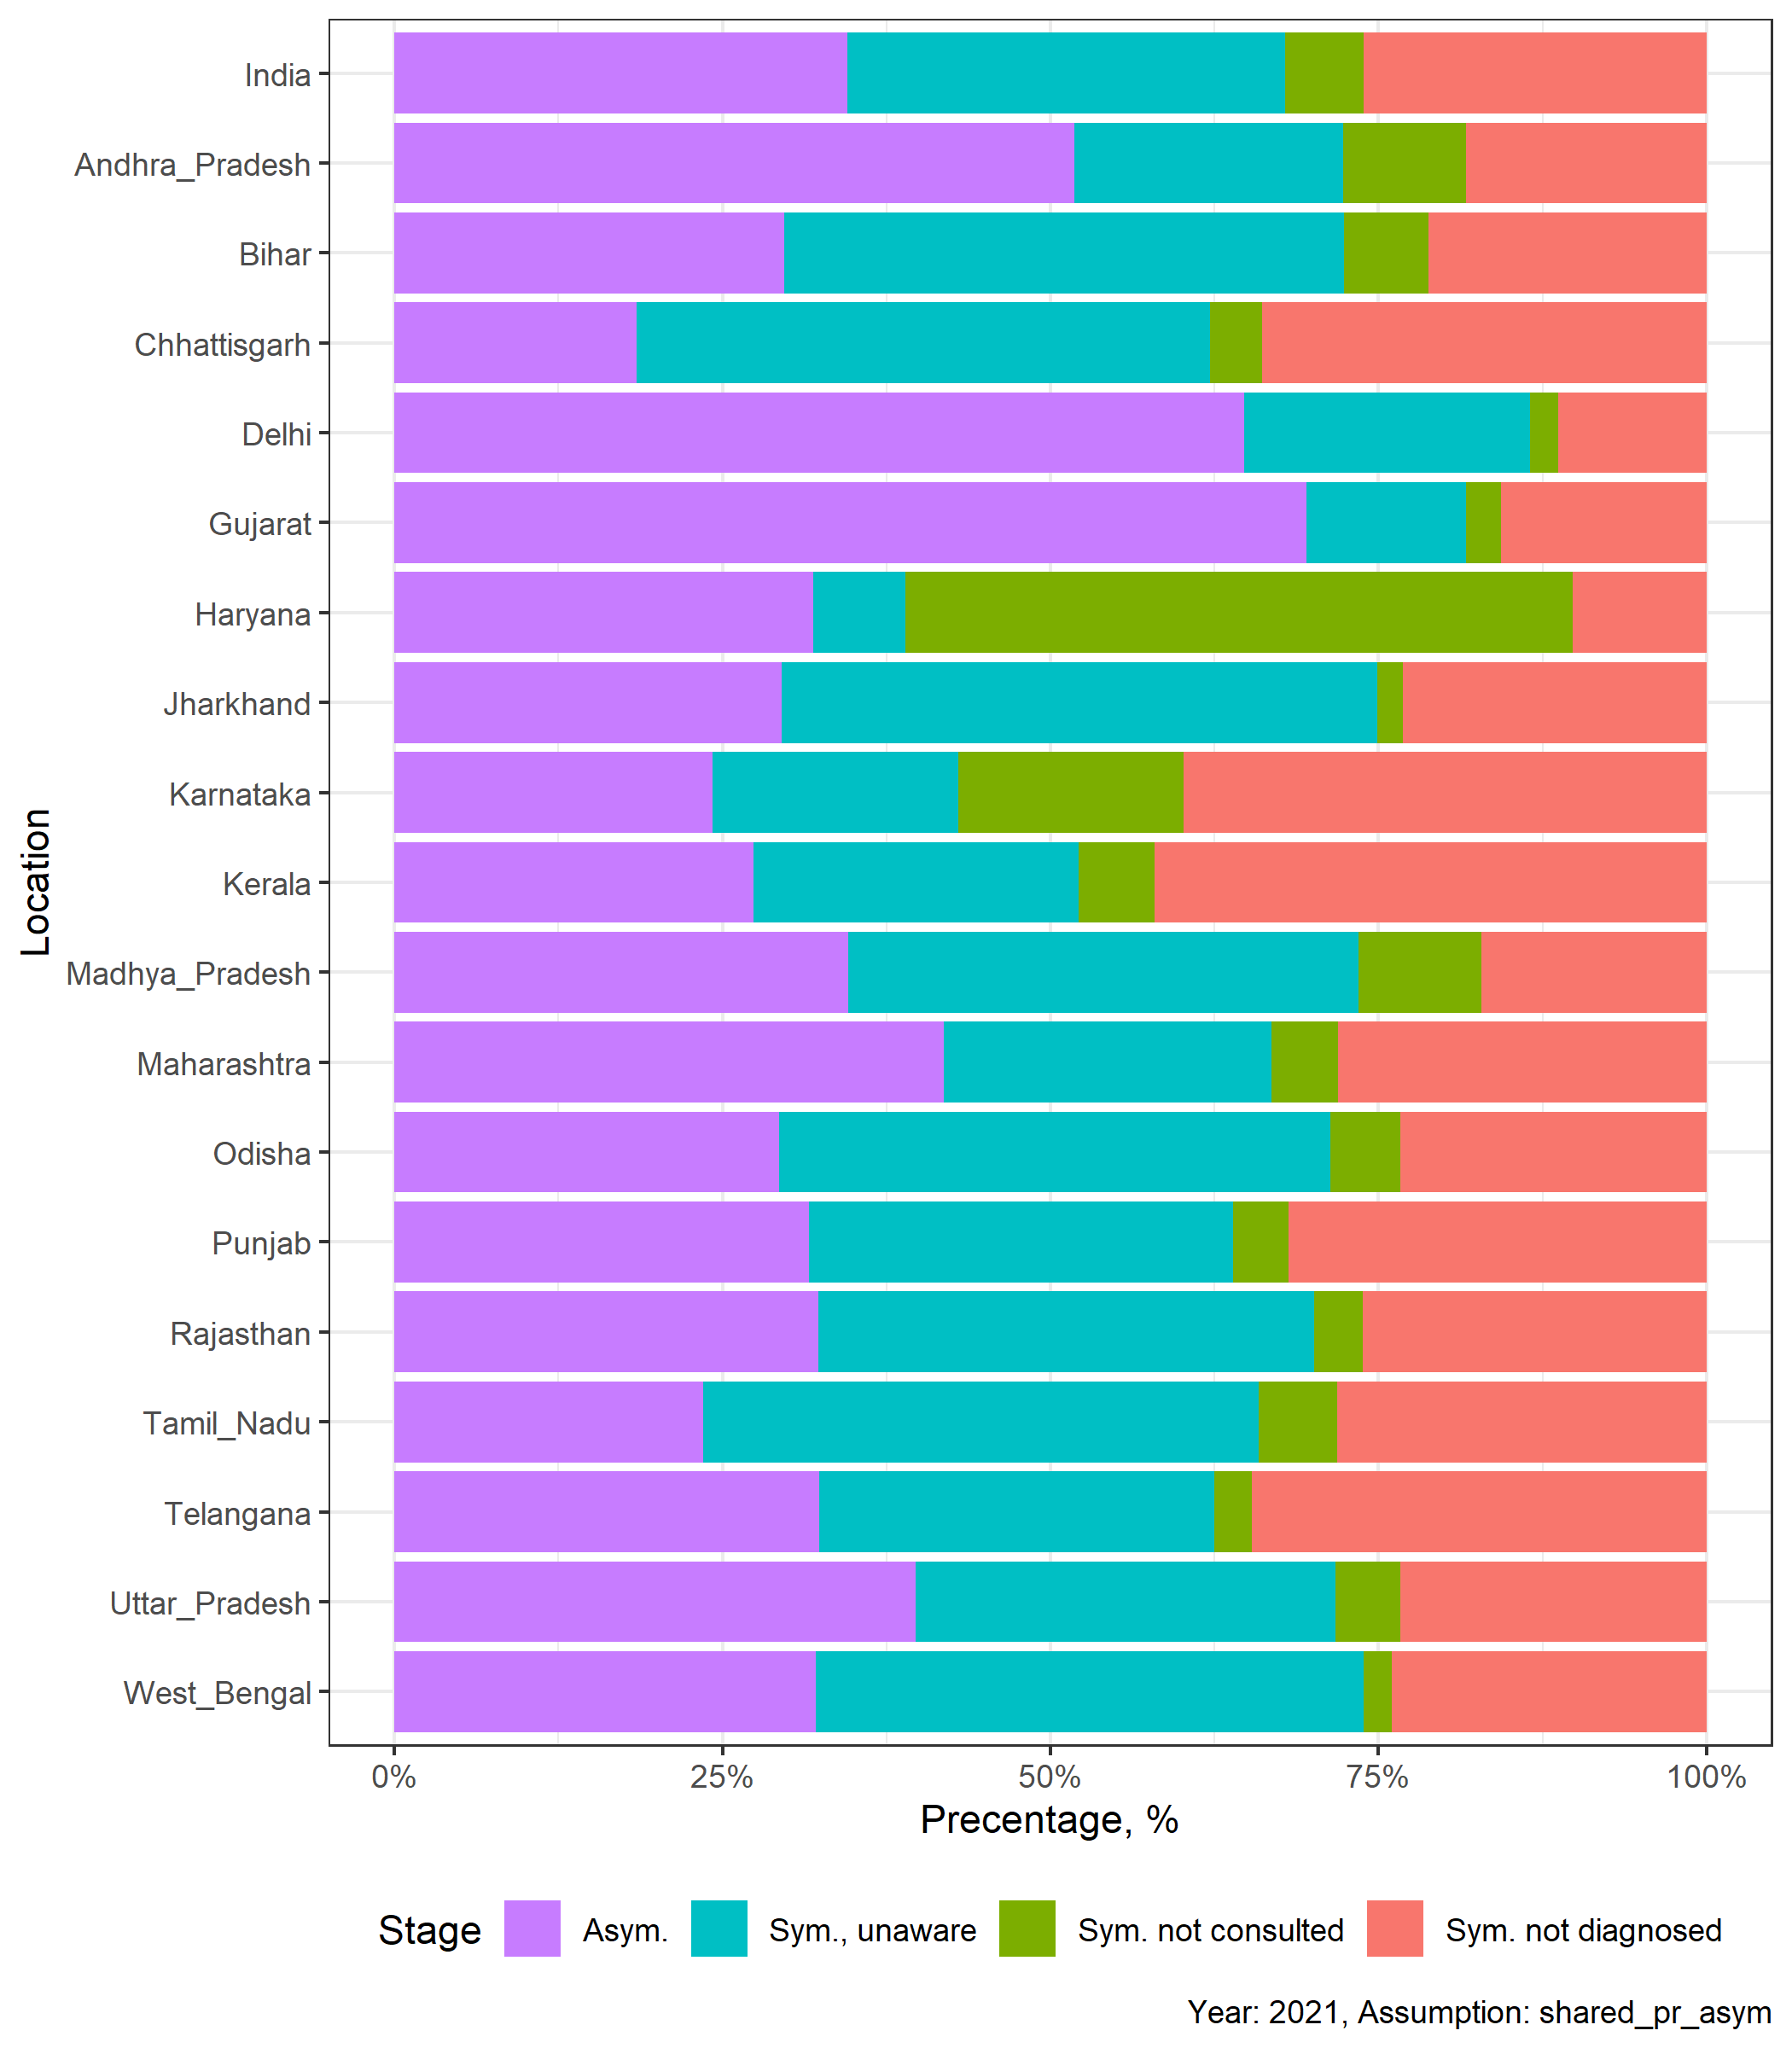 India
Andhra_Pradesh
Bihar
Chhattisgarh
Delhi
Gujarat
Haryana
Jharkhand
Karnataka
Kerala
Madhya_Pradesh
Maharashtra
Odisha
Punjab
Rajasthan
Tamil_Nadu
Telangana
Uttar_Pradesh
West_Bengal
Location
0% 25% 50% 75% 100%
Precentage, %
Stage Asym. Sym., unaware Sym. not consulted Sym. not diagnosed
Year: 2021, Assumption: shared_pr_asym